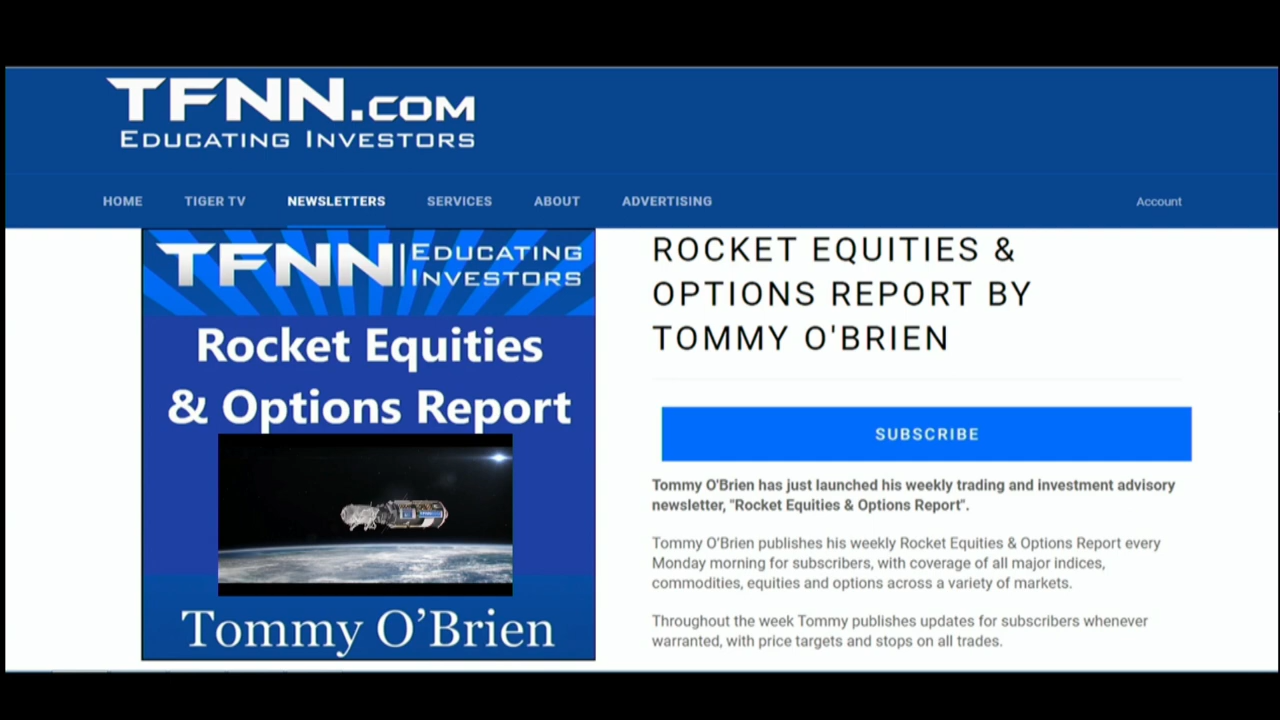 TFNN.COM
EDUCATING INVESTORS
HOME TIGER TV NEWSLETTERS SERVICES ABOUT ADVERTISING Account
TFNN EDUCATING
INVESTORS
Rocket Equities
& Options Report
Tommy O’Brien
ROCKET EQUITIES &
OPTIONS REPORT BY
TOMMY O'BRIEN
SUBSCRIBE
Tommy O'Brien has just launched his weekly trading and investment advisory
newsletter, "Rocket Equities & Options Report".
Tommy O’Brien publishes his weekly Rocket Equities & Options Report every
Monday morning for subscribers, with coverage of all major indices,
commodities, equities and options across a variety of markets.
Throughout the week Tommy publishes updates for subscribers whenever
warranted, with price targets and stops on all trades.